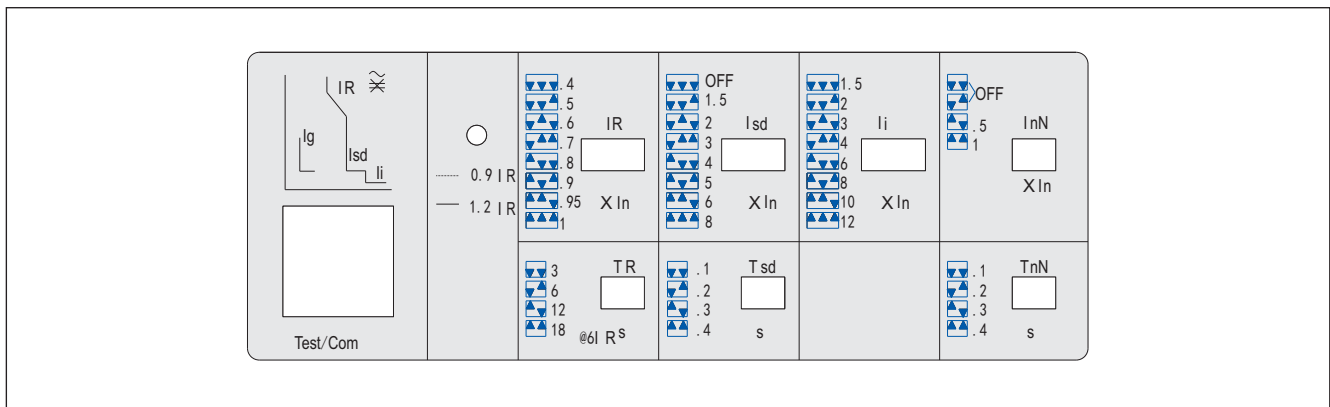 IR
Ig
Isd
Ii
Test/Com
0.9 IR
1.2 IR
.4
.5
.6
.7
.8
.9
.95
1
IR
X In
OFF
1.5
2
3
4
5
6
8
Isd
X In
1.5
2
3
4
6
8
10
12
Ii
X In
OFF
.5
1
InN
X In
3
6
12
18
TR
@6I R s
.1
.2
.3
.4
Tsd
s
.1
.2
.3
.4
TnN
s